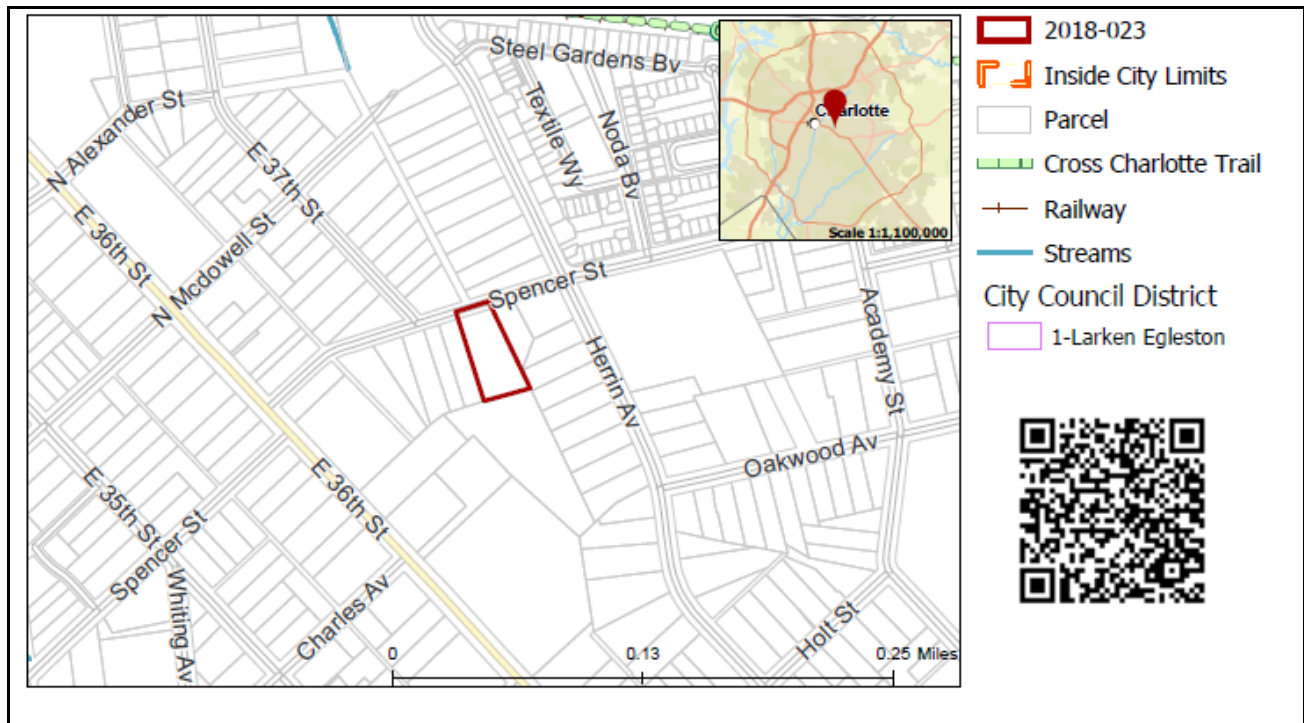 Steel Gardens Bv
Textile Wy
Noda Bv
N Alexander St
E 37th St
E 36th St
N Mcdowell St
Spencer St
Herrin Av
Academy St
Oakwood Av
E 36th St
E 35th St
Spencer St
Whiting Av
Charles Av
Holt St
0 0.13 0.25 Miles
Charlotte
Scale 1:1,100,000
2018-023
Inside City Limits
Parcel
Cross Charlotte Trail
Railway
Streams
City Council District
1-Larken Egleston